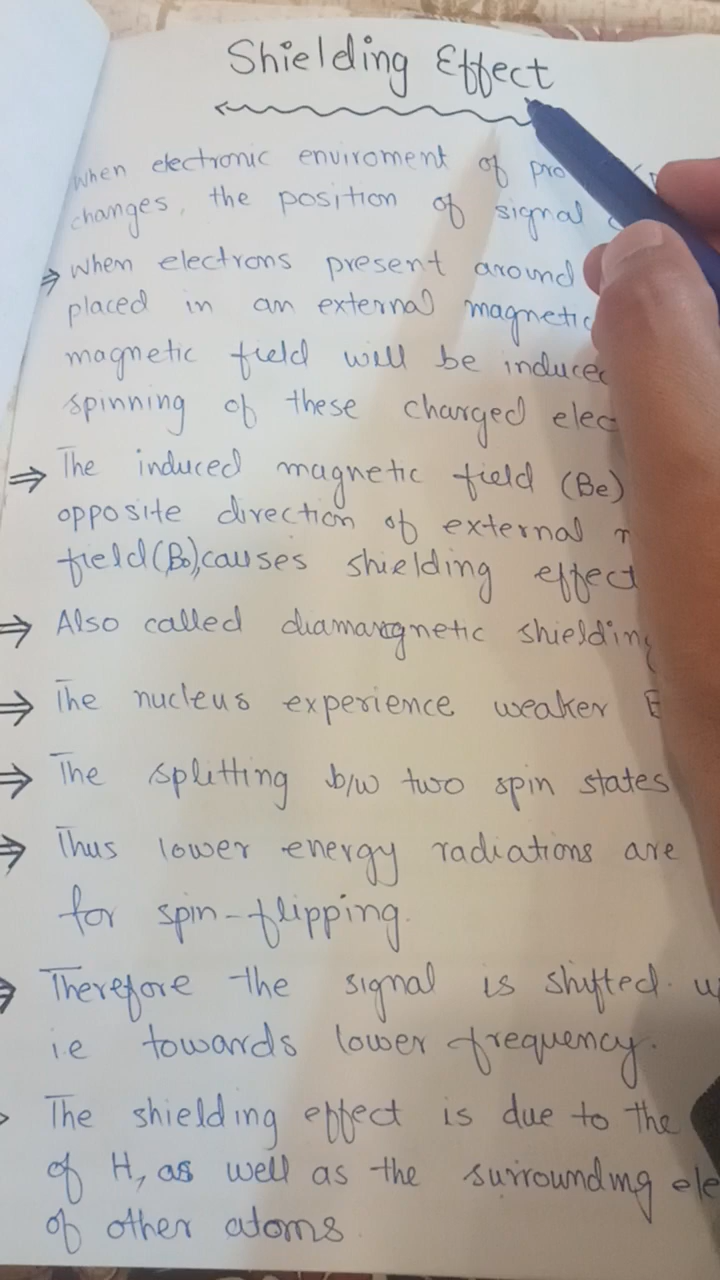 Shielding Effect
When electronic enviroment of pro
changes, the position of signal
⇒ When electrons present around
placed in an external magnetic
magnetic field will be induced
spinning of these charged elec
⇒ The induced magnetic field (Be)
opposite direction of external
field(Bo), causes shielding effect
⇒ Also called diamangnetic shielding
⇒ The nucleus experience weaker
⇒ The splitting b/w two spin states
⇒ Thus lower energy radiations are
for spin-flipping.
⇒ Therefore the signal is shifted
i.e towards lower frequency.
The shielding effect is due to the
of H, as well as the surrounding ele
of other atoms